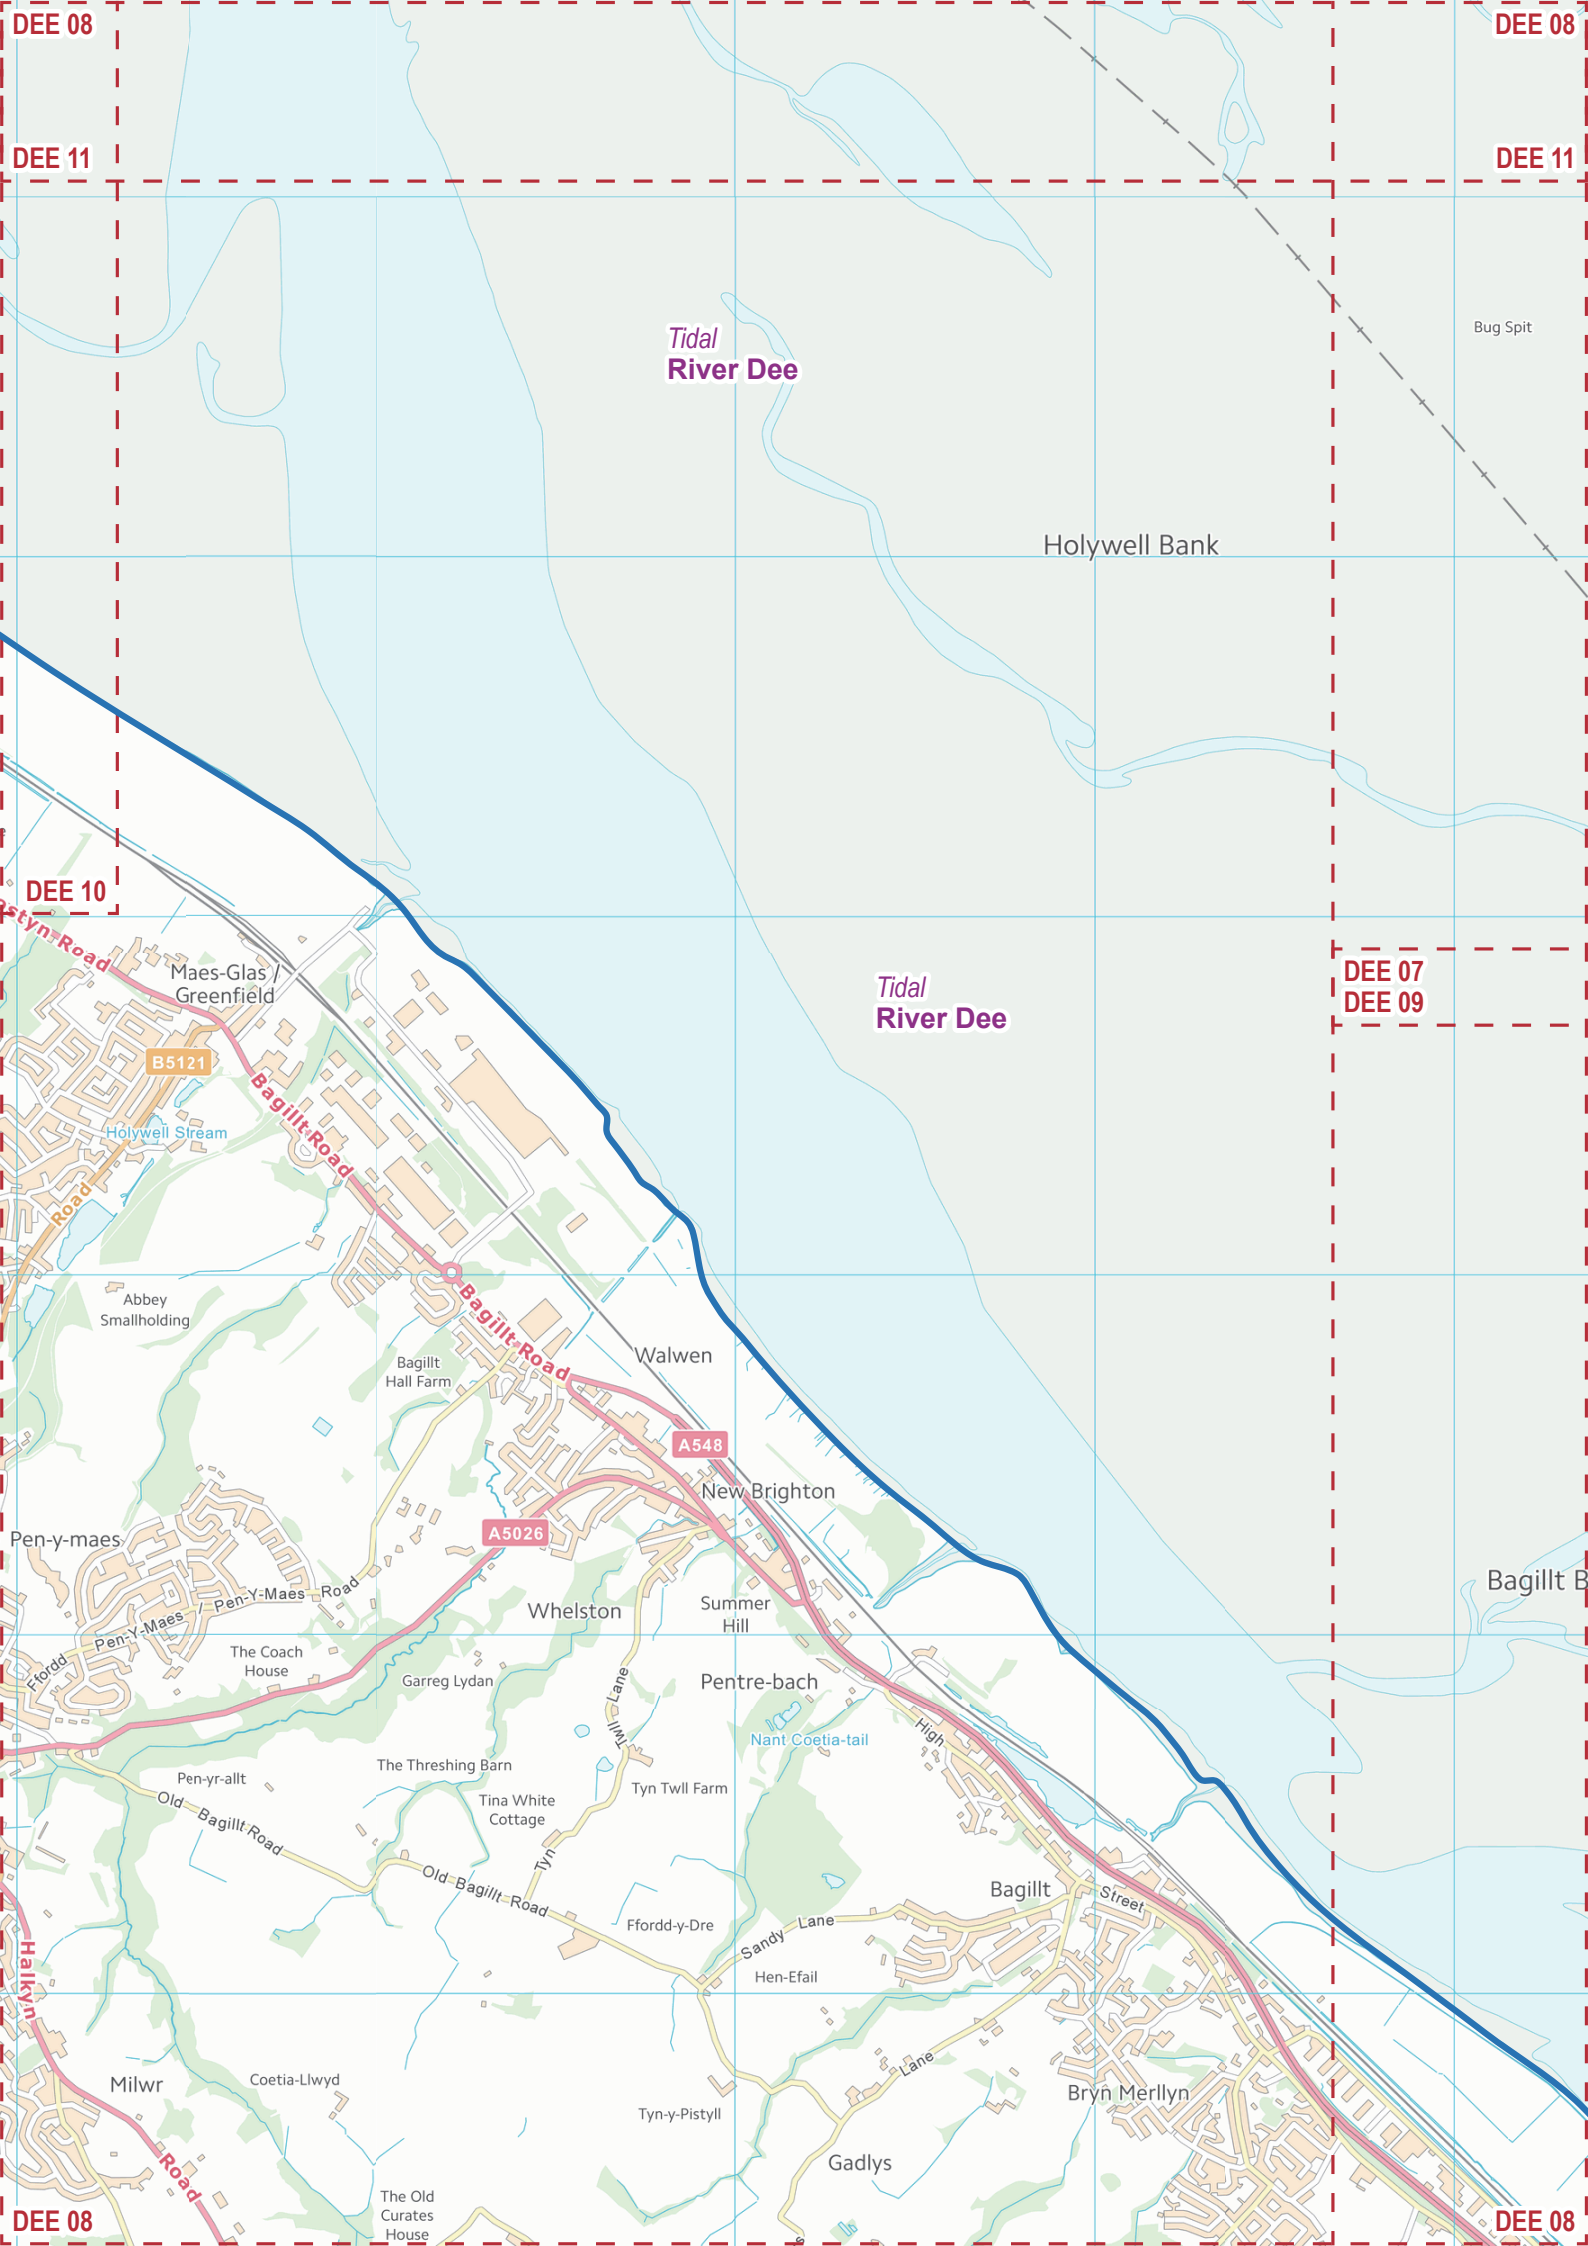 DEE 08
DEE 08
DEE 11
DEE 11
Tidal
River Dee
Bug Spit
Holywell Bank
DEE 10
Road
Maes-Glas /
Greenfield
DEE 07
DEE 09
Tidal
River Dee
B5121
Bagillt Road
Holywell Stream
Road
Abbey
Smallholding
Bagillt Road
Walwen
Bagillt
Hall Farm
A548
New Brighton
A5026
Pen-y-maes
Bagillt B
Ffordd Pen-Y-Maes / Pen-Y-Maes Road
Whelston
Summer
Hill
The Coach
House
Garreg Lydan
Twll Lane
Pentre-bach
Nant Coetia-tail
High
The Threshing Barn
Pen-yr-allt
Tyn Twll Farm
Tina White
Cottage
Old Bagillt Road
Tyn
Old Bagillt Road
Bagillt
Street
Ffordd-y-Dre
Sandy Lane
Hen-Efail
Halkyn
Lane
Milwr
Coetia-Llwyd
Bryn Merllyn
Tyn-y-Pistyll
Gadlys
Road
The Old
Curates
House
DEE 08
DEE 08